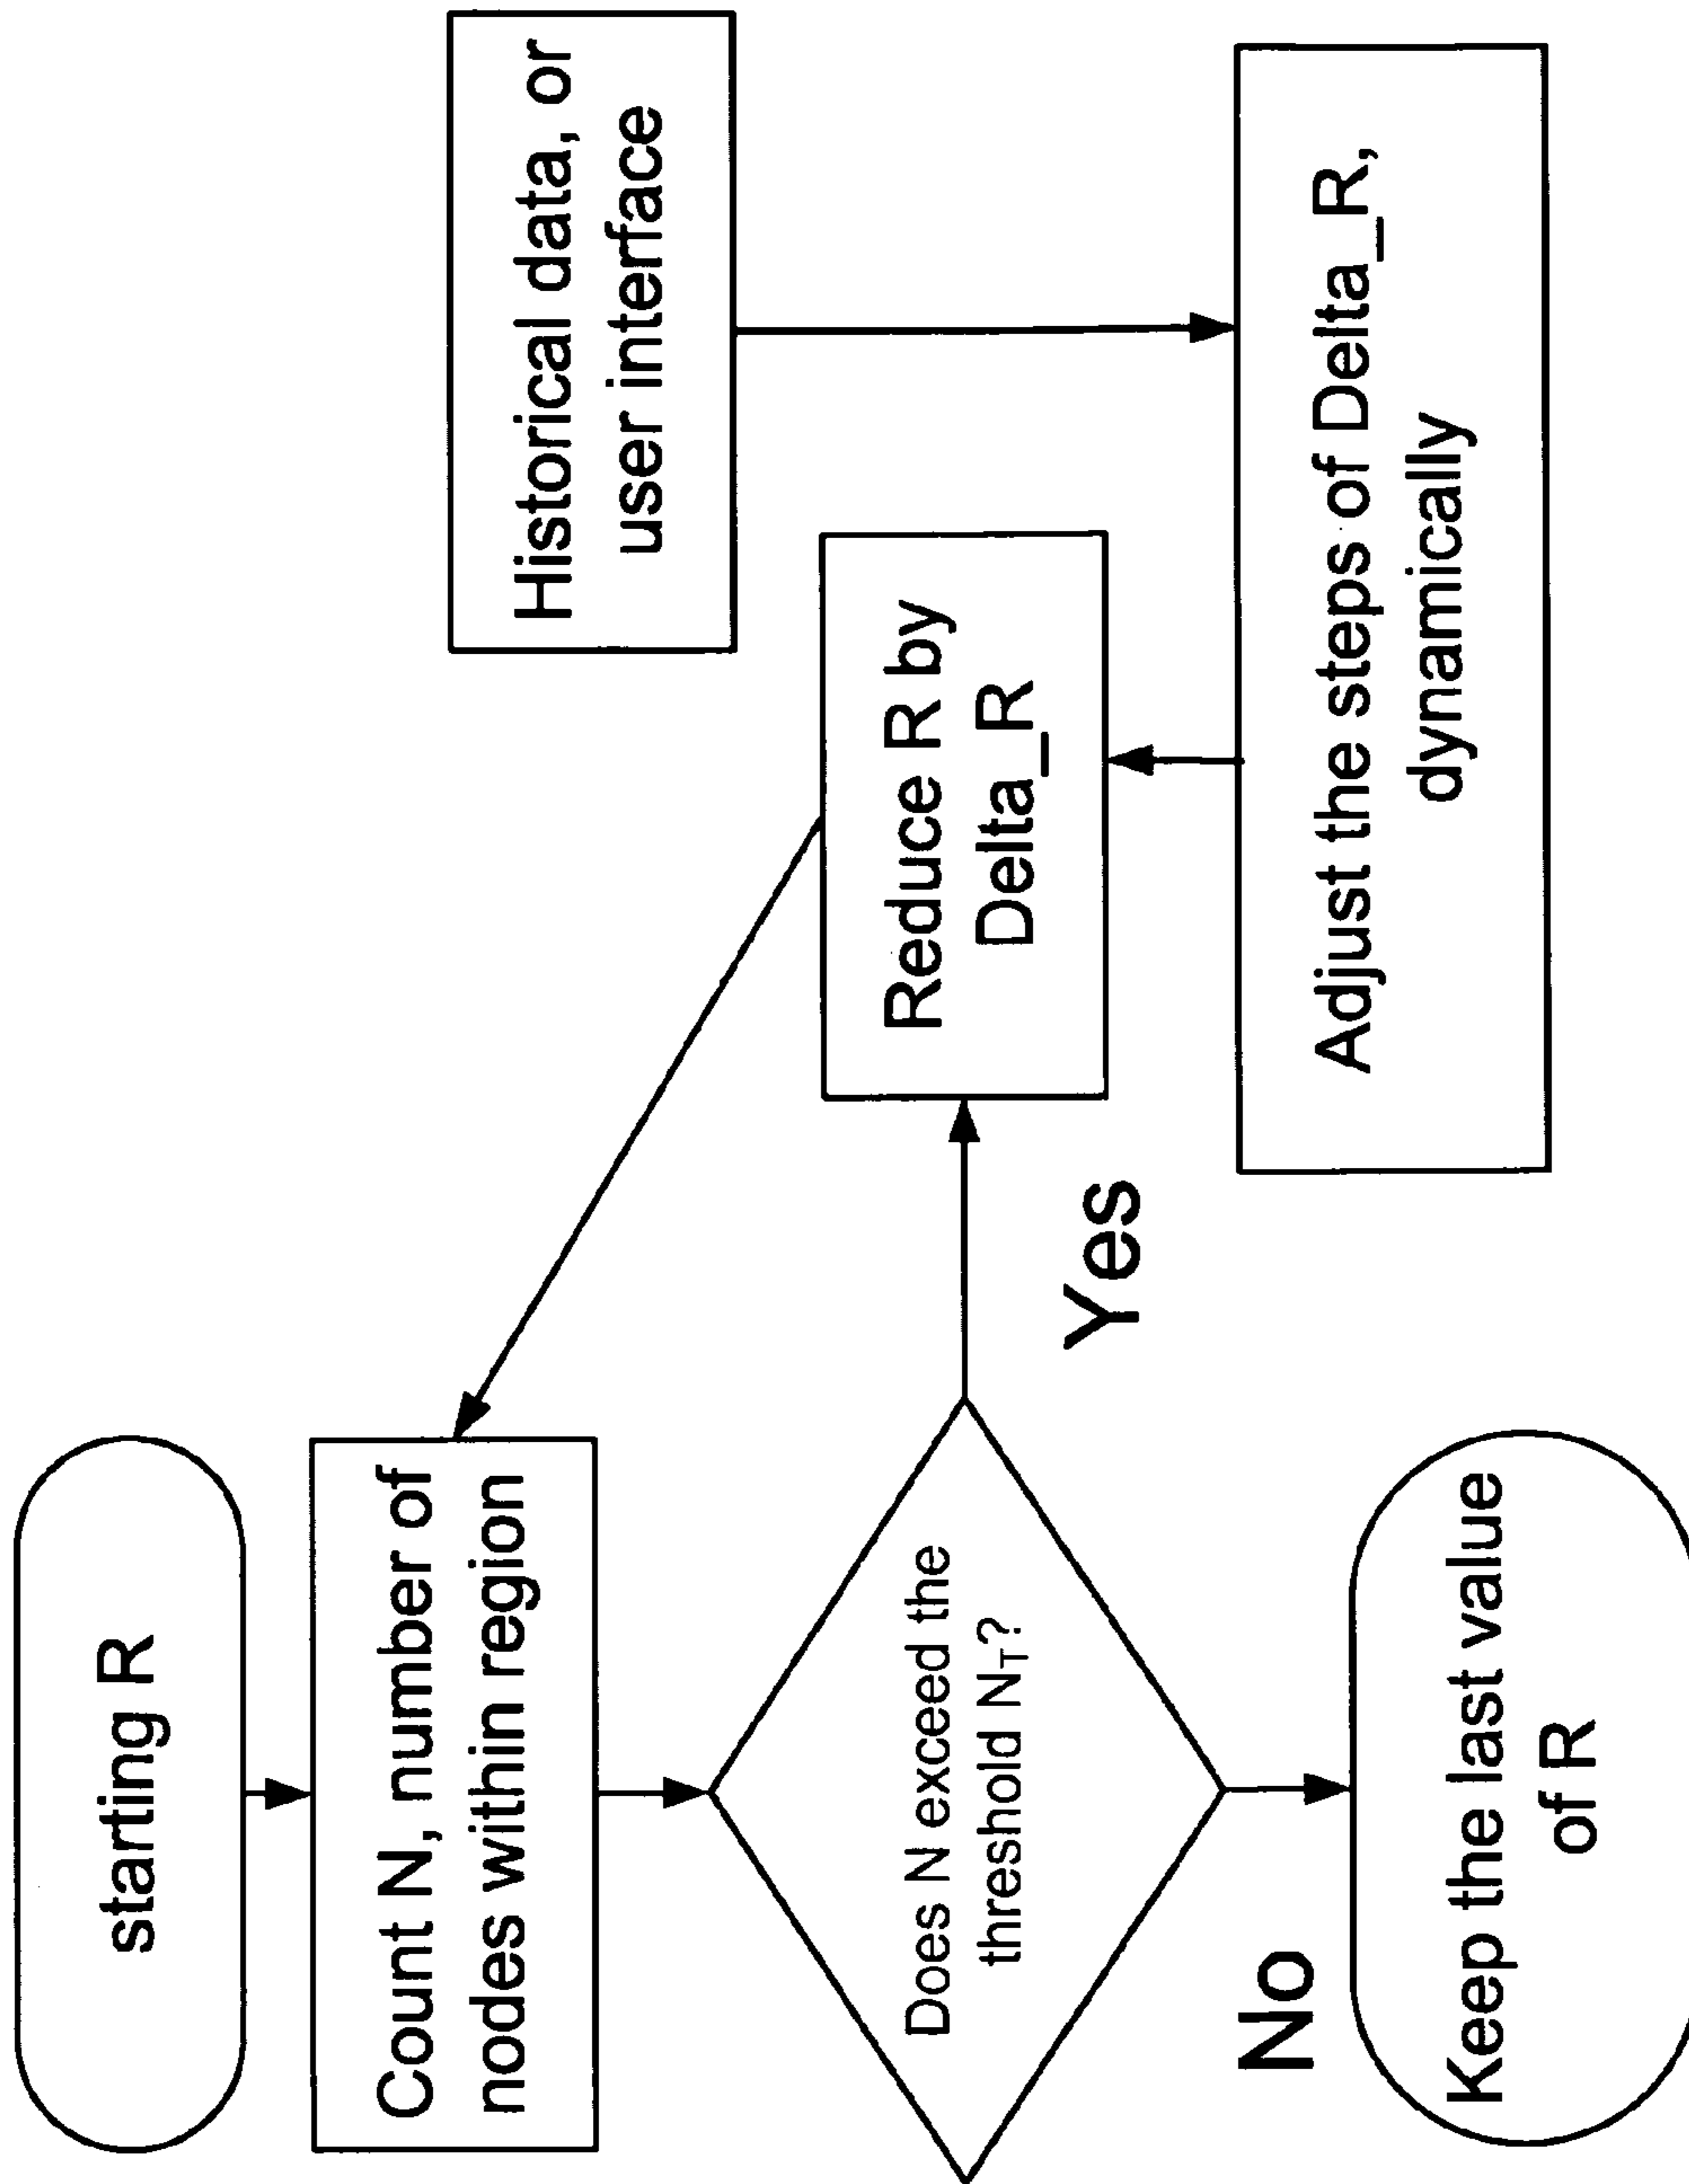 starting R
Count N, number of
nodes within region
Does N exceed the
threshold N_T?
Yes
No
Keep the last value
of R
Reduce R by
Delta_R
Historical data, or
user interface
Adjust the steps of Delta_R,
dynamically